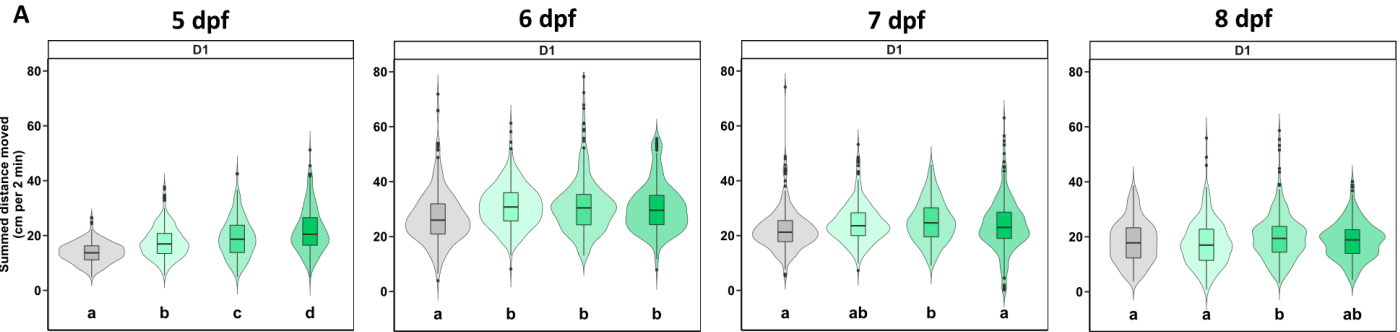 A
5 dpf
6 dpf
7 dpf
8 dpf
D1
D1
D1
D1
Summed distance moved
(cm per 2 min)
80
60
40
20
0
80
60
40
20
0
80
60
40
20
0
80
60
40
20
0
a b c d
a b b b
a ab b a
a a b ab